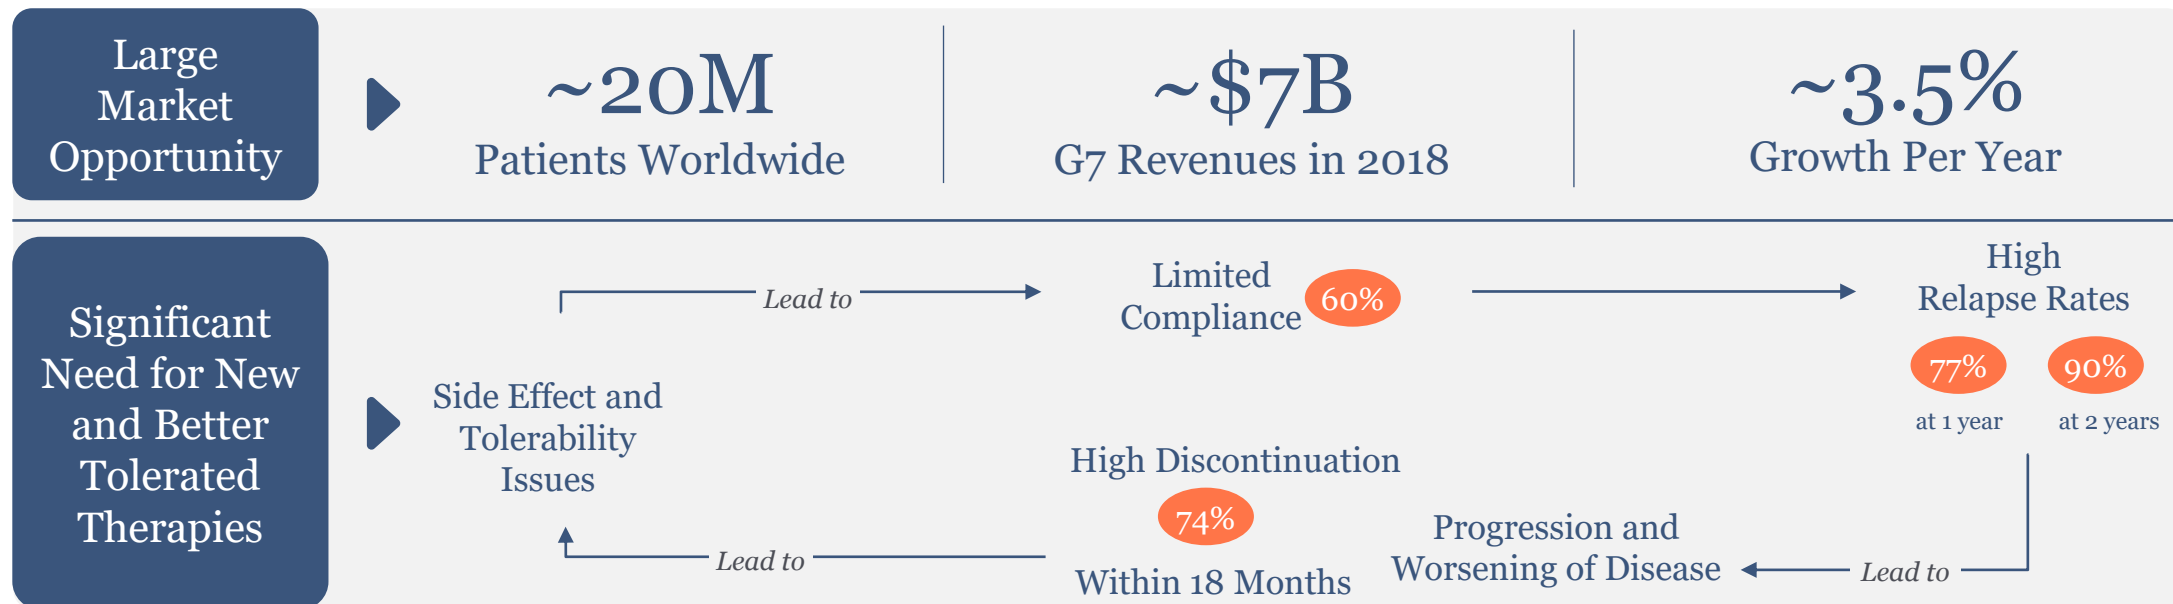 Large
Market
Opportunity
~20M
Patients Worldwide
~$7B
G7 Revenues in 2018
~3.5%
Growth Per Year
Significant
Need for New
and Better
Tolerated
Therapies
Side Effect and
Tolerability
Issues
Lead to
Limited
Compliance
60%
High
Relapse Rates
77%
at 1 year
90%
at 2 years
Lead to
Progression and
Worsening of Disease
High Discontinuation
74%
Within 18 Months
Lead to